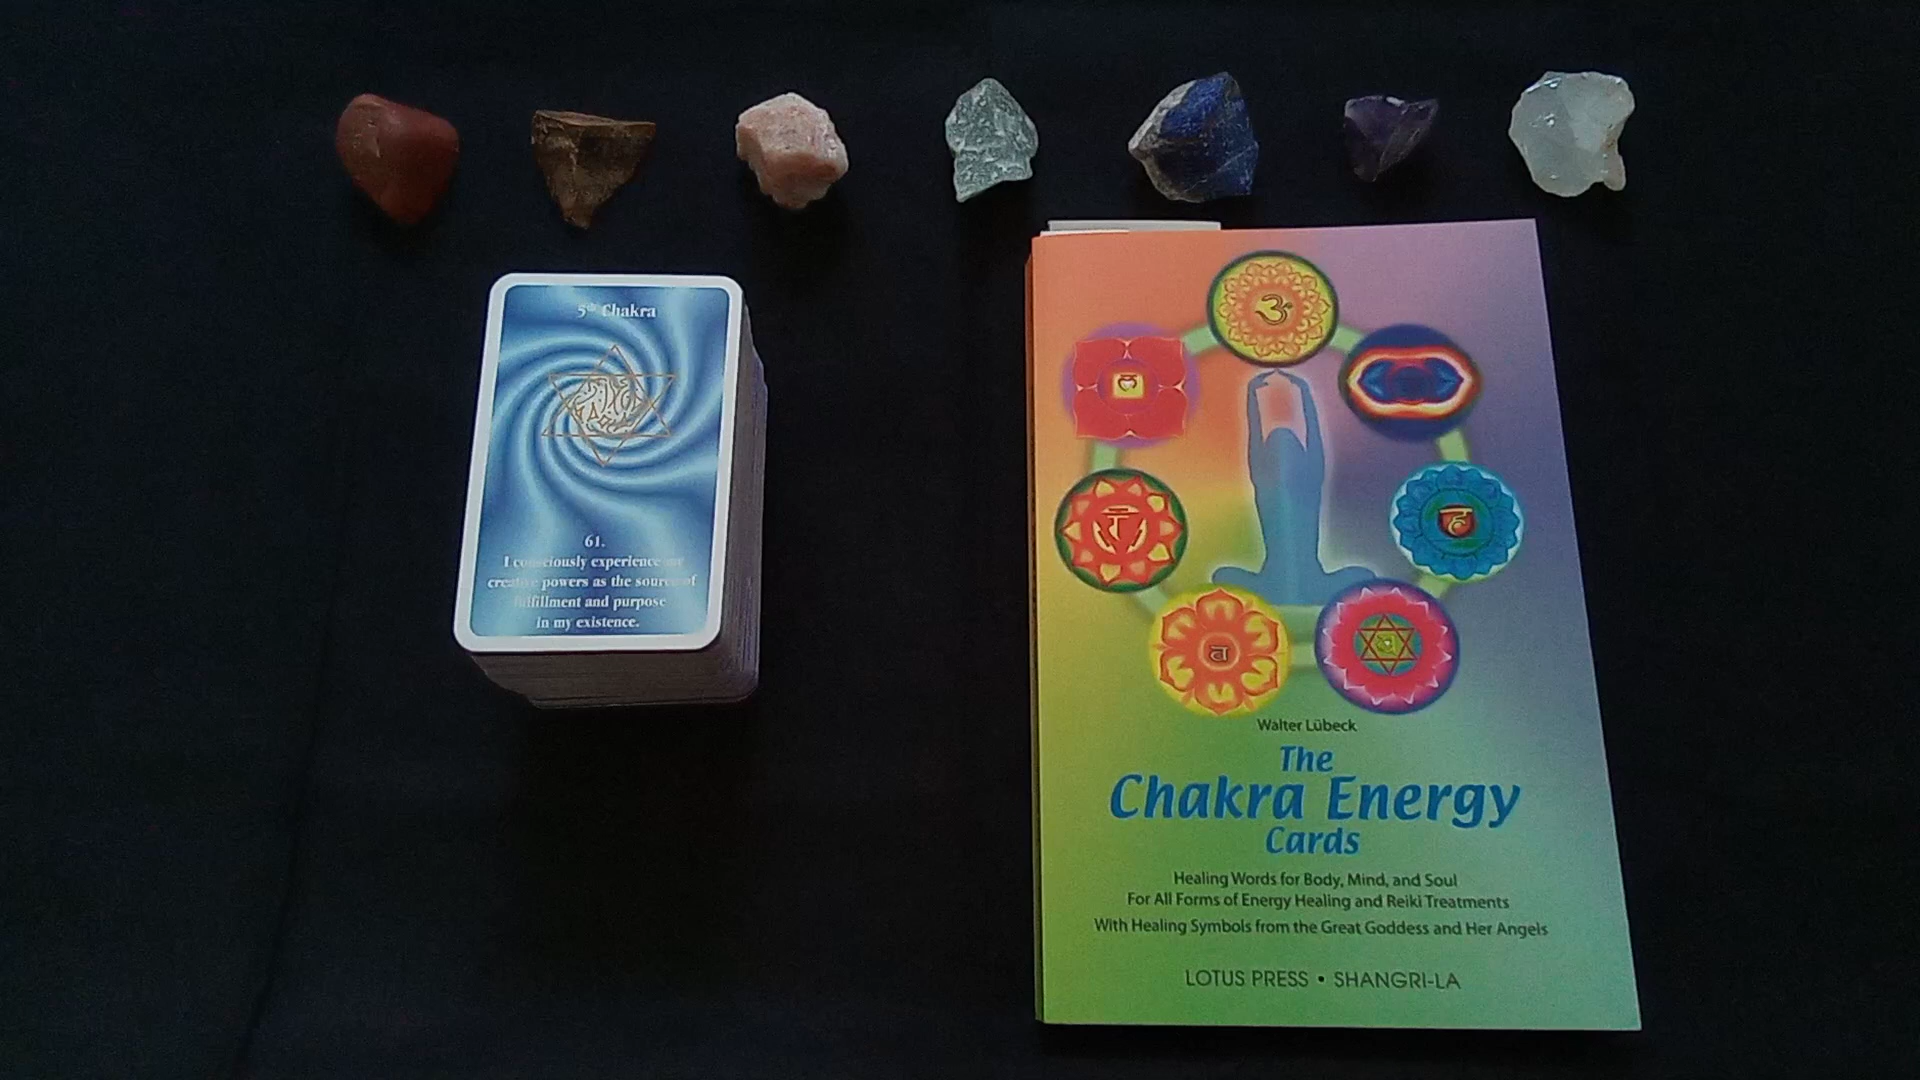 5th Chakra
61.
I consciously experience my
creative powers as the source of
fulfillment and purpose
in my existence.
ॐ
ह
व
Walter Lübeck
The
Chakra Energy
Cards
Healing Words for Body, Mind, and Soul
For All Forms of Energy Healing and Reiki Treatments
With Healing Symbols from the Great Goddess and Her Angels
LOTUS PRESS • SHANGRI-LA